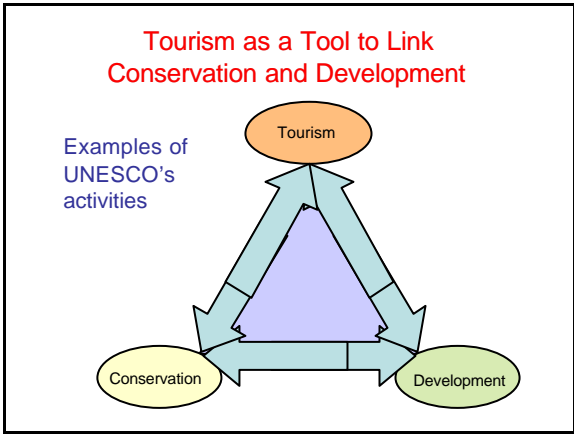 Tourism as a Tool to Link
Conservation and Development
Examples of
UNESCO's
activities
Tourism
Conservation
Development